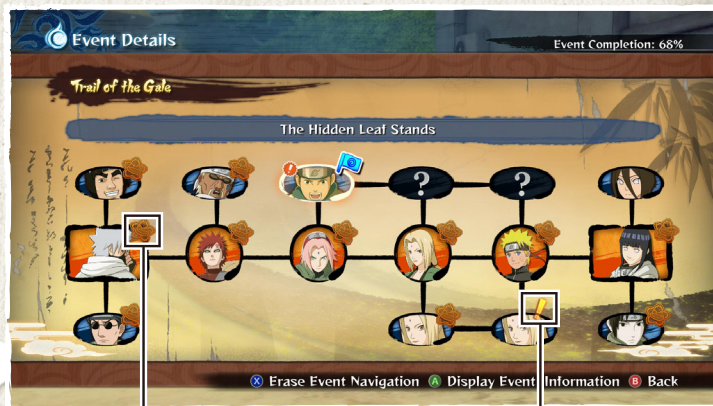 Event Details
Event Completion: 68%
Trail of the Gale
The Hidden Leaf Stands
? ?
!
!
X Erase Event Navigation A Display Event Information B Back